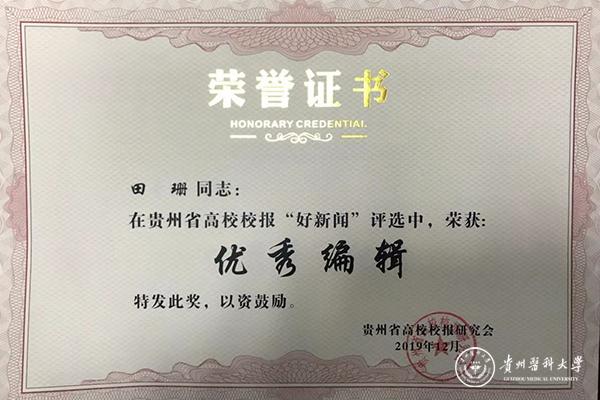 荣誉证书
HONORARY CREDENTIAL
田 珊 同志：
在贵州省高校校报“好新闻”评选中，荣获：
优秀编辑
特发此奖，以资鼓励。
贵州省高校校报研究会
2019年12月
贵州医科大学
GUIZHOU MEDICAL UNIVERSITY